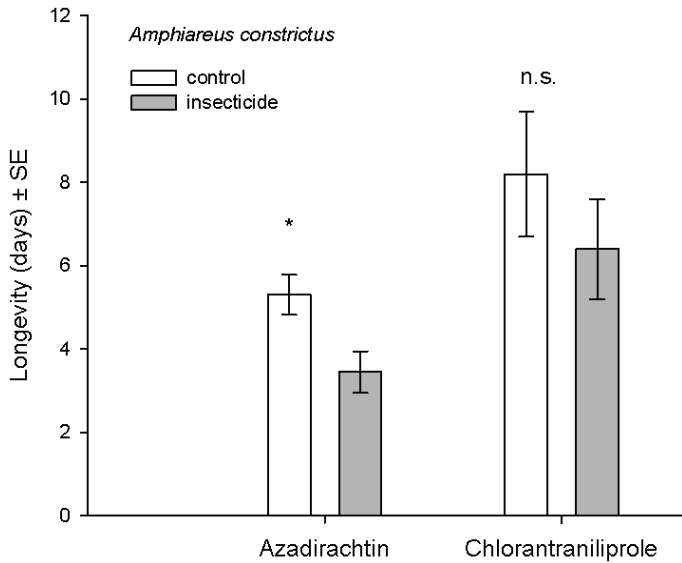 12
10
8
6
4
2
0
Longevity (days) ± SE
Amphiareus constrictus
control
insecticide
*
n.s.
Azadirachtin
Chlorantraniliprole